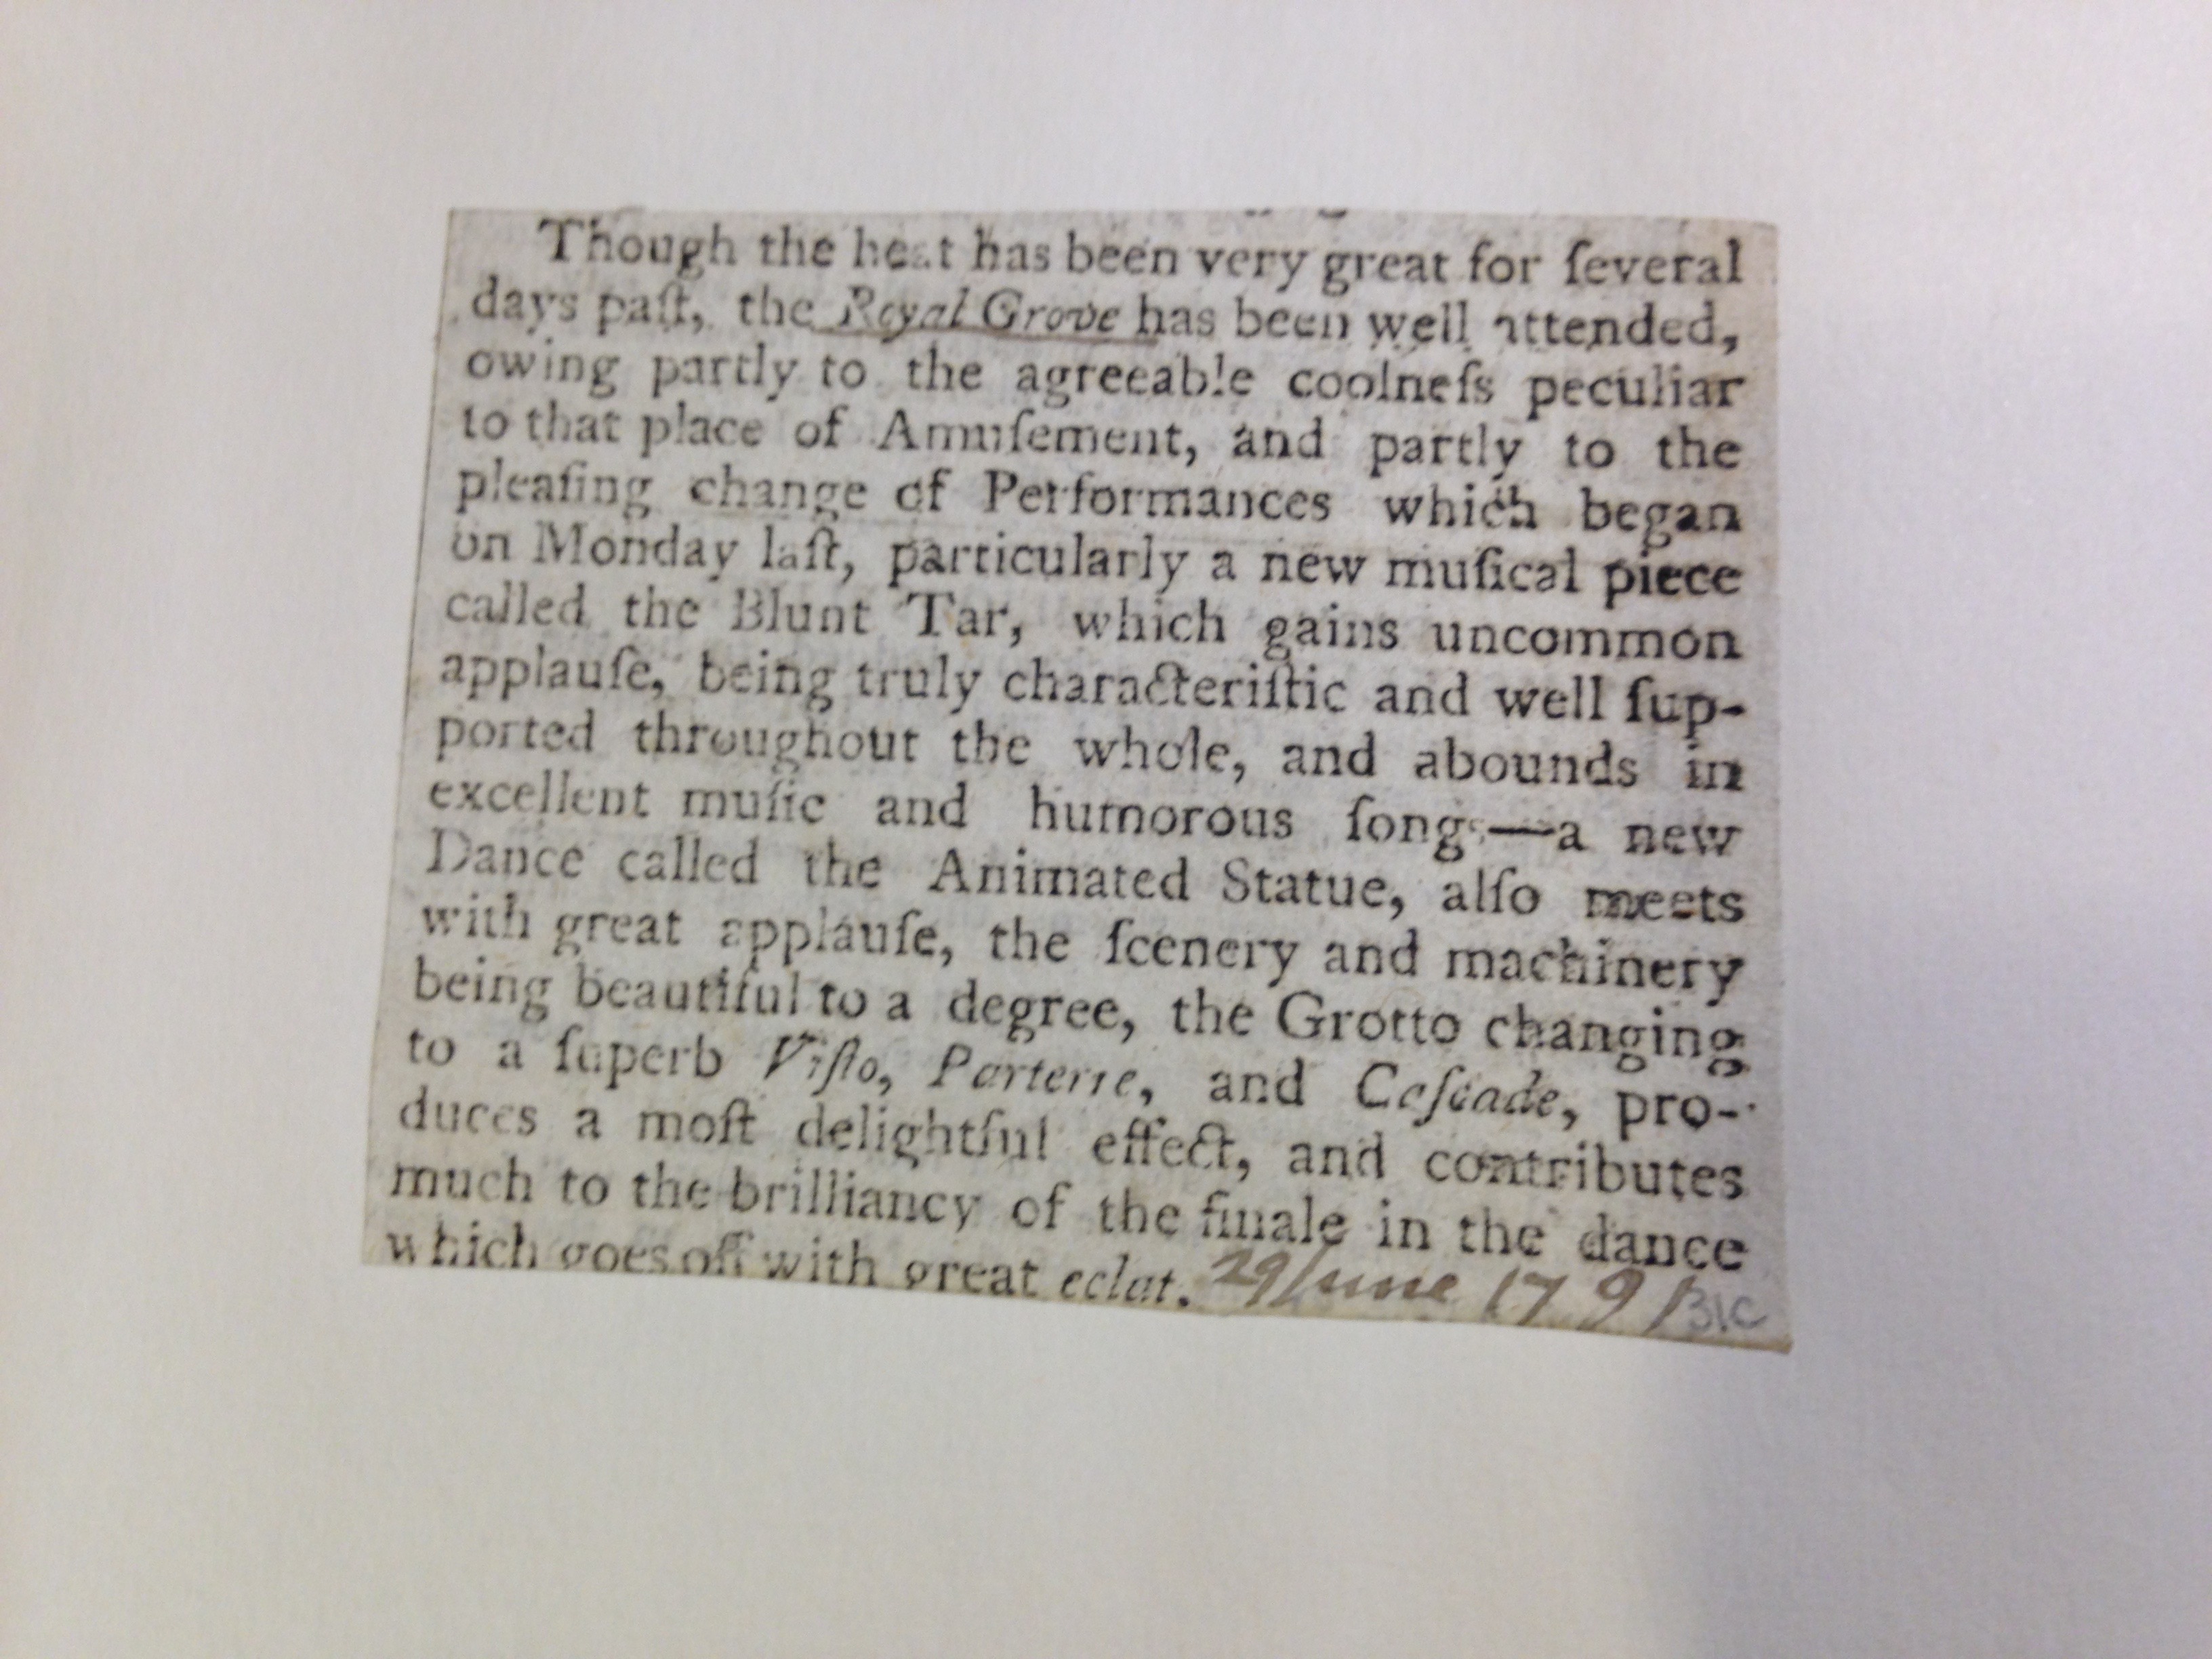 Though the heat has been very great for ſeveral
days paſt, the Royal Grove has been well attended,
owing partly to the agreeable coolneſs peculiar
to that place of Amuſement, and partly to the
pleaſing change of Performances which began
on Monday laſt, particularly a new muſical piece
called the Blunt Tar, which gains uncommon
applauſe, being truly characteriſtic and well ſup-
ported throughout the whole, and abounds in
excellent muſic and humorous ſongs—a new
Dance called the Animated Statue, alſo meets
with great applauſe, the ſcenery and machinery
being beautiful to a degree, the Grotto changing
to a ſuperb Viſto, Parterre, and Caſcade, pro-
duces a moſt delightful effect, and contributes
much to the brilliancy of the finale in the dance
which goes off with great eclat. 29 June 179